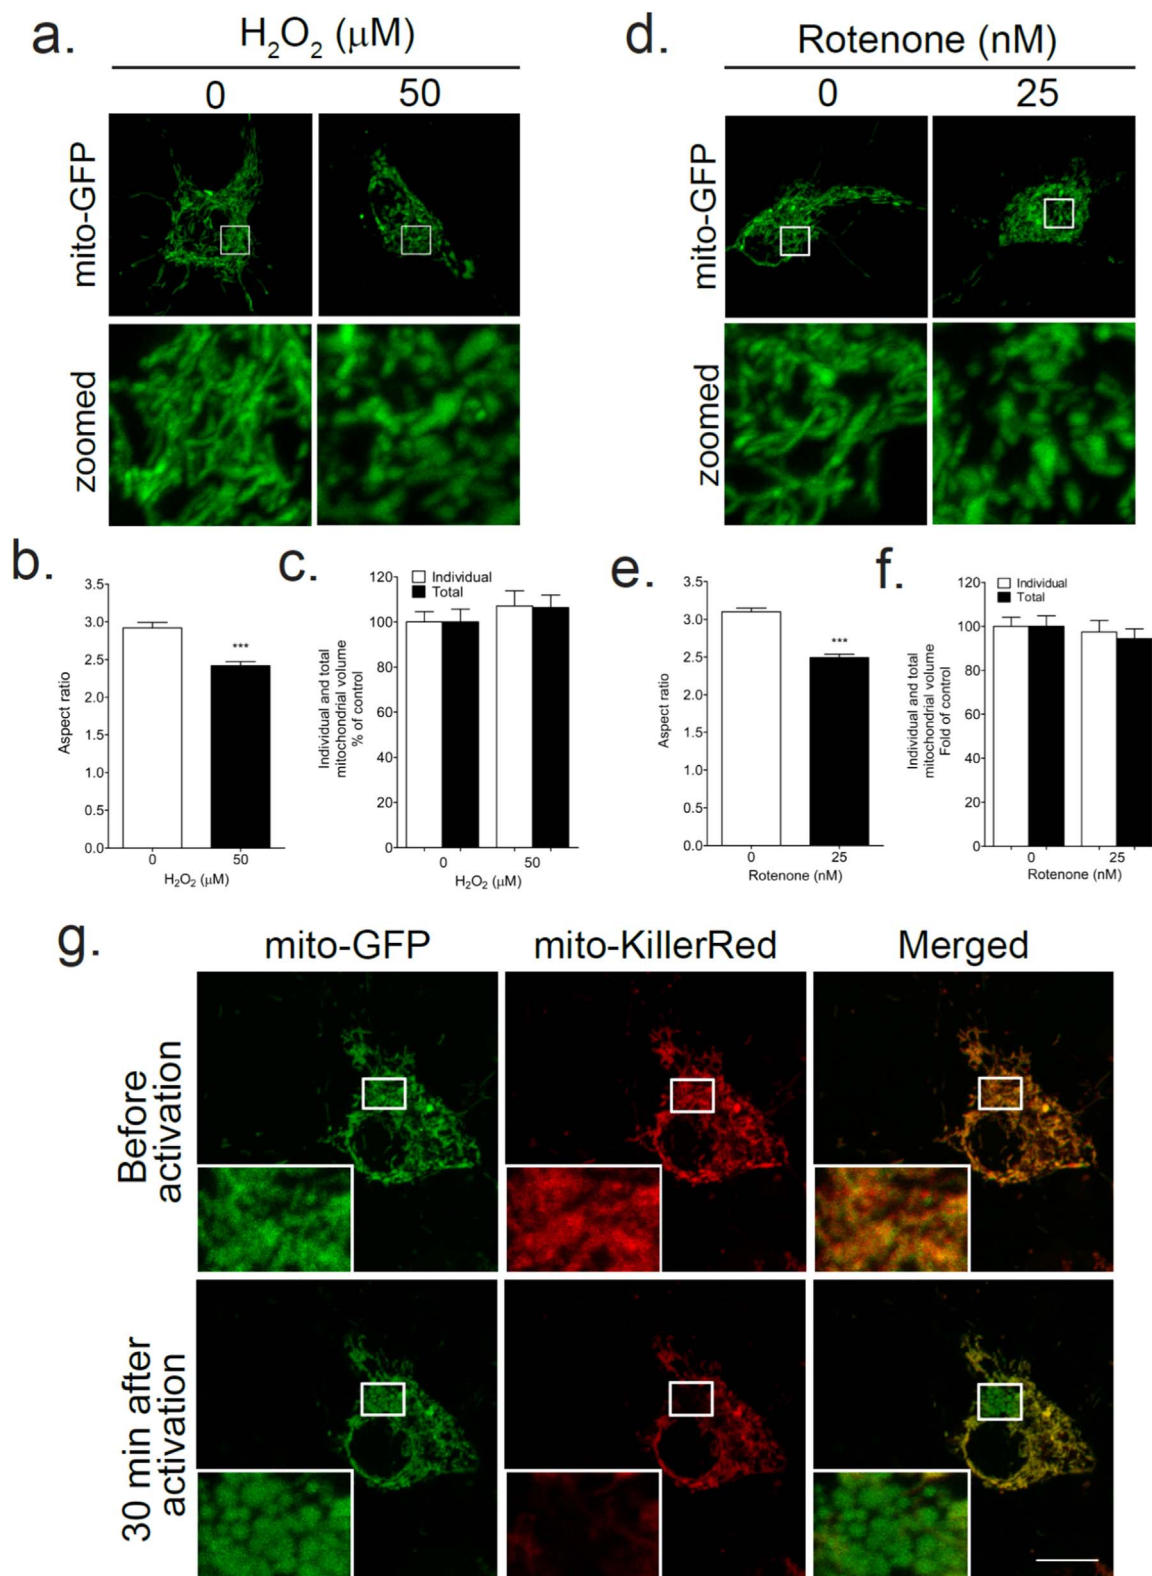 a.
H₂O₂ (μM)
0 50
mito-GFP
zoomed
d.
Rotenone (nM)
0 25
mito-GFP
zoomed
b.
Aspect ratio
3.5
3.0
2.5
2.0
1.5
1.0
0.5
0.0
***
0 50
H₂O₂ (μM)
c.
Individual and total
mitochondrial volume
% of control
Individual
Total
120
100
80
60
40
20
0
0 50
H₂O₂ (μM)
e.
Aspect ratio
3.5
3.0
2.5
2.0
1.5
1.0
0.5
0.0
***
0 25
Rotenone (nM)
f.
Individual and total
mitochondrial volume
Fold of control
Individual
Total
120
100
80
60
40
20
0
0 25
Rotenone (nM)
g.
mito-GFP mito-KillerRed Merged
Before
activation
30 min after
activation